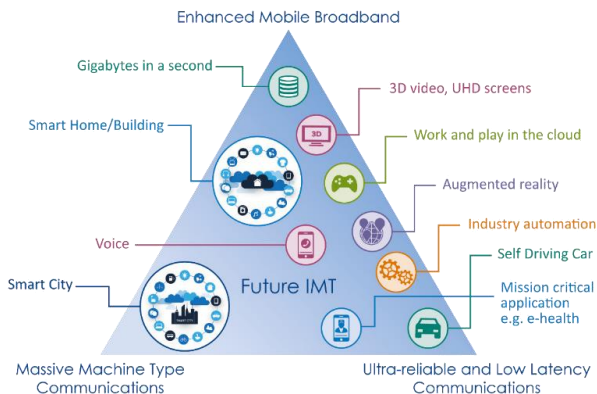 Enhanced Mobile Broadband
Gigabytes in a second
3D video, UHD screens
3D
Smart Home/Building
Work and play in the cloud
Augmented reality
Voice
Industry automation
Self Driving Car
Smart City
Future IMT
Mission critical
application
e.g. e-health
Massive Machine Type
Communications
Ultra-reliable and Low Latency
Communications